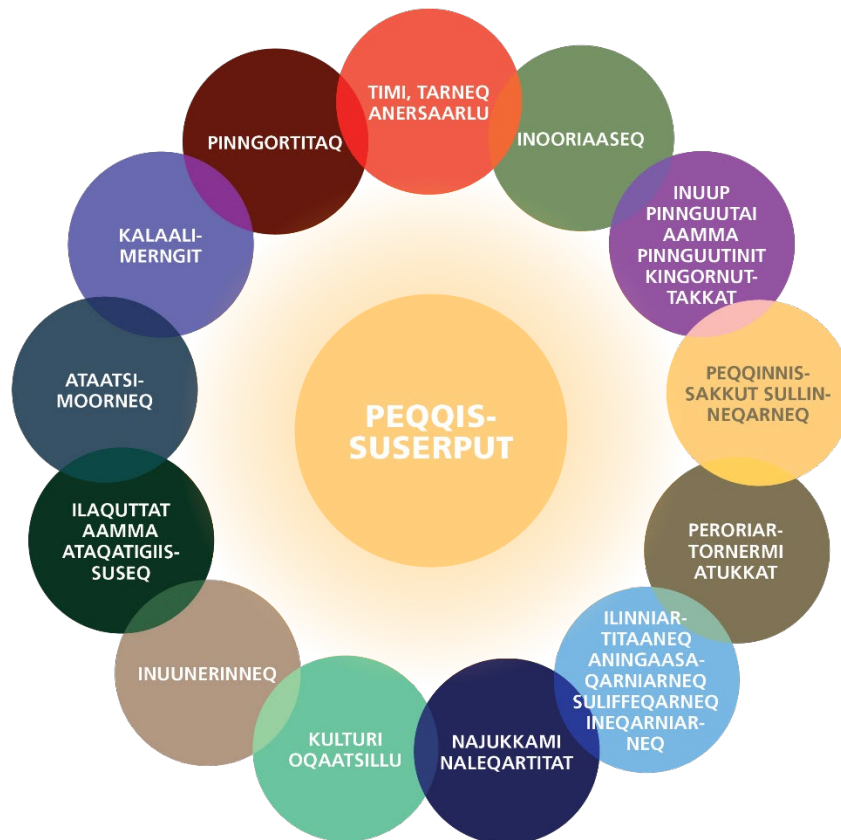 TIMI, TARNEQ
ANERSAARLU
INOORIAASEQ
INUUP
PINNGUUTAI
AAMMA
PINNGUUTINIT
KINGORNUT-
TAKKAT
PEQQINNIS-
SAKKUT SULLIN-
NEQARNEQ
PERORIAR-
TORNERMI
ATUKKAT
ILINNIAR-
TITAANEQ
ANINGAASA-
QARNIARNEQ
SULIFFEQARNEQ
INEQARNIAR-
NEQ
NAJUKKAMI
NALEQARTITAT
KULTURI
OQAATSILLU
INUUNERINNEQ
ILAQUTTAT
AAMMA
ATAQATIGIIS-
SUSEQ
ATAATSI-
MOORNEQ
KALAALI-
MERNGIT
PINNGORTITAQ
PEQQIS-
SUSERPUT